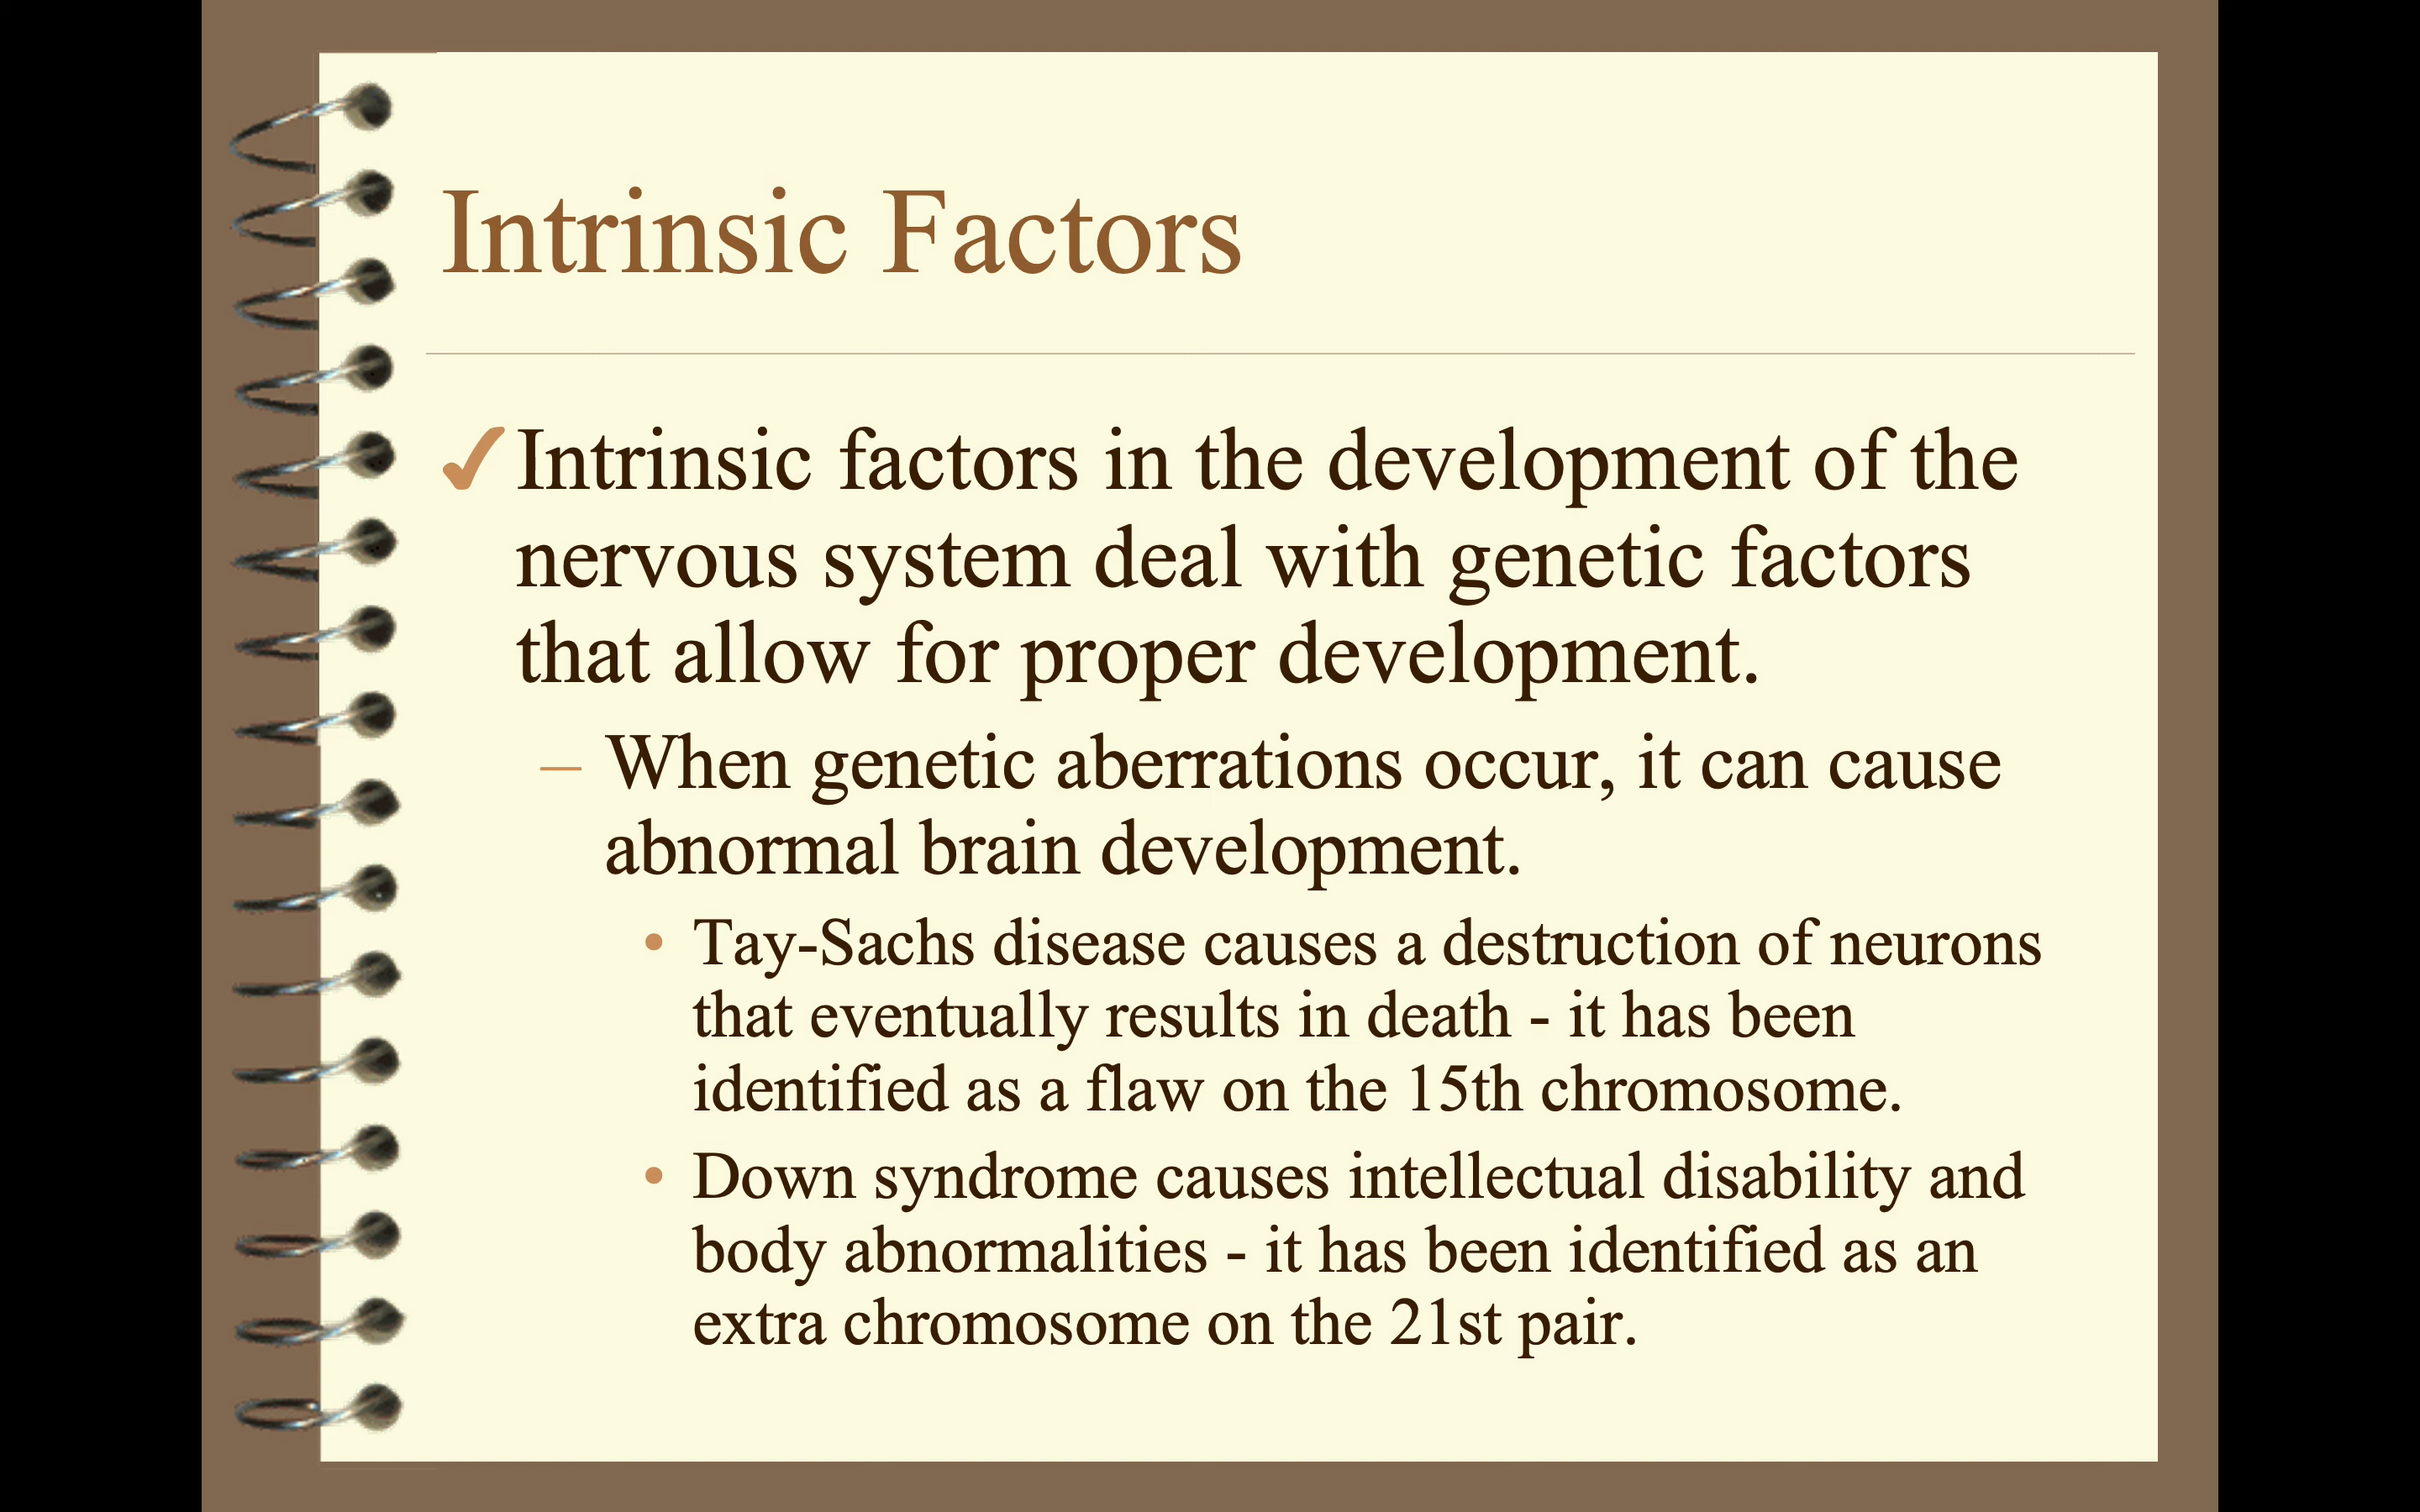 Intrinsic Factors
✓Intrinsic factors in the development of the
nervous system deal with genetic factors
that allow for proper development.
– When genetic aberrations occur, it can cause
abnormal brain development.
• Tay-Sachs disease causes a destruction of neurons
that eventually results in death - it has been
identified as a flaw on the 15th chromosome.
• Down syndrome causes intellectual disability and
body abnormalities - it has been identified as an
extra chromosome on the 21st pair.